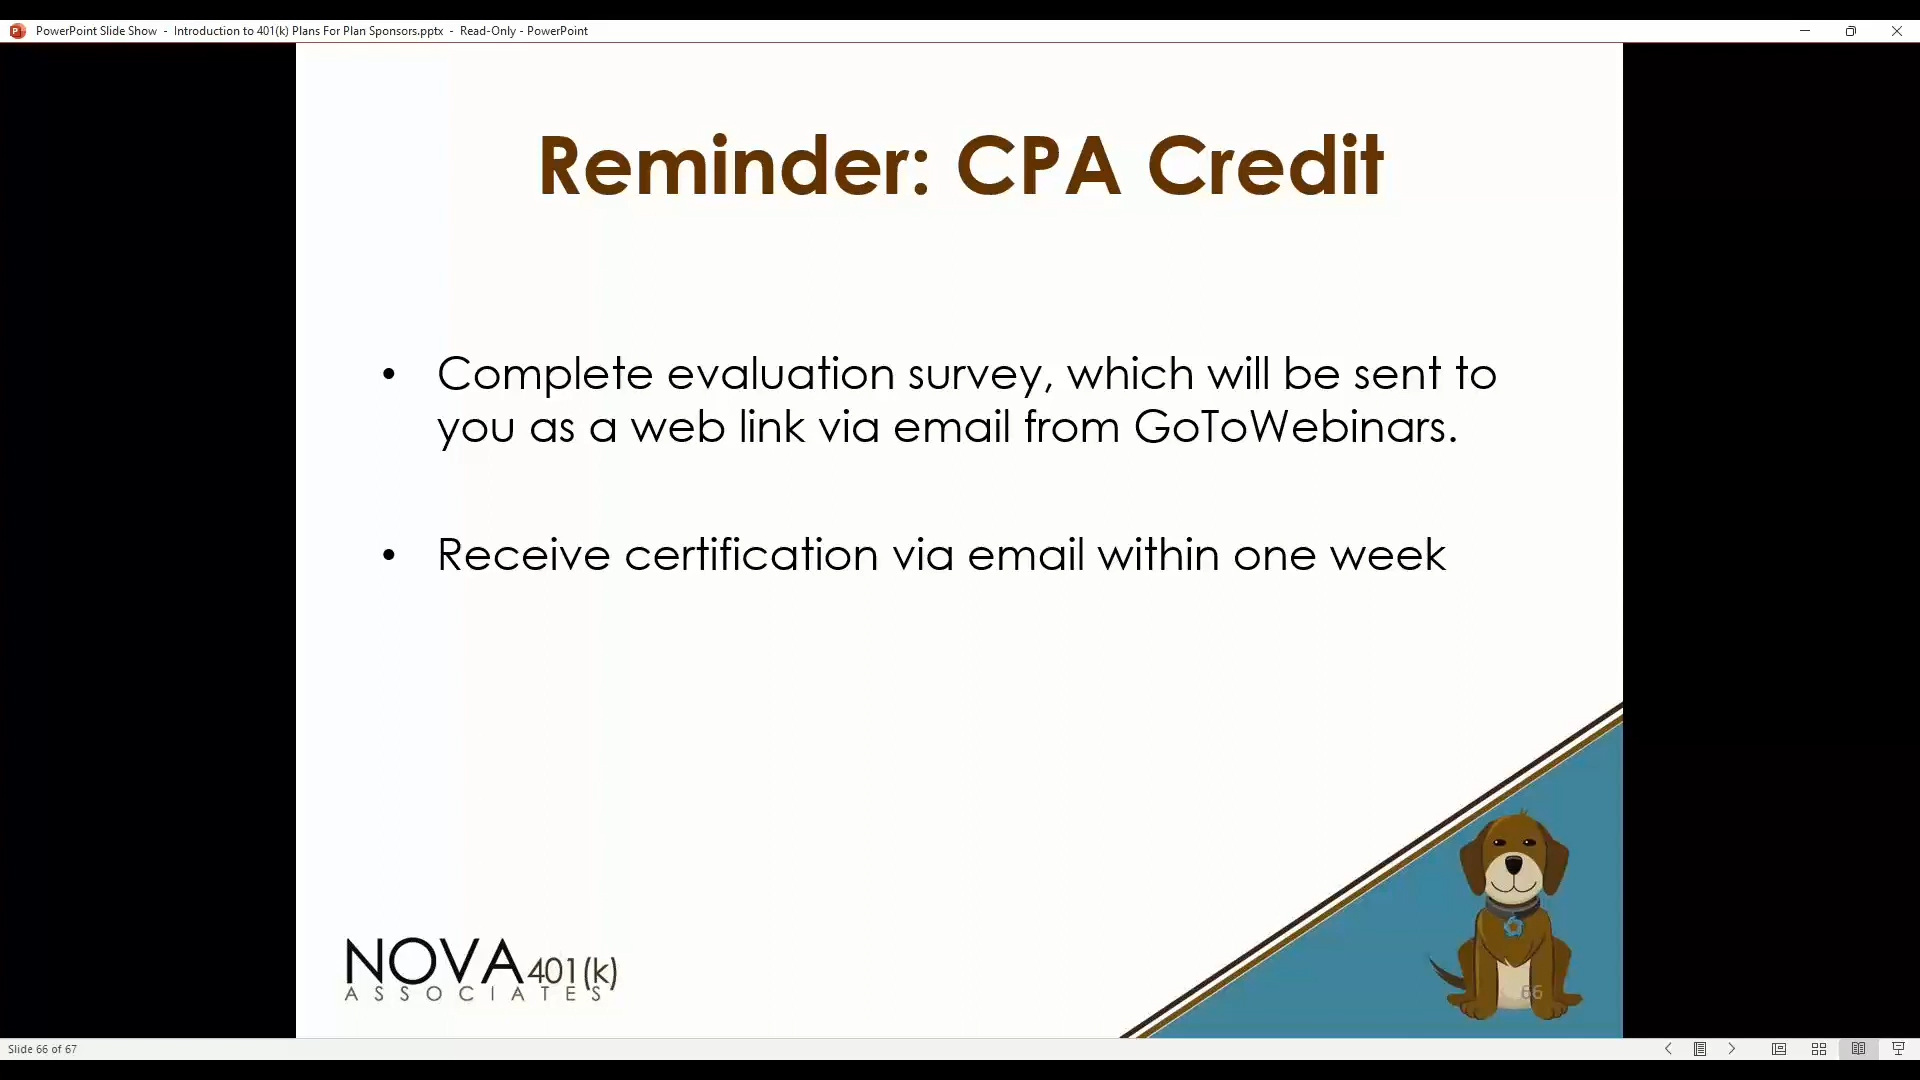 PowerPoint Slide Show - Introduction to 401(k) Plans For Plan Sponsors.pptx - Read-Only - PowerPoint
Reminder: CPA Credit
• Complete evaluation survey, which will be sent to
you as a web link via email from GoToWebinars.
• Receive certification via email within one week
NOVA 401(k)
ASSOCIATES
66
Slide 66 of 67